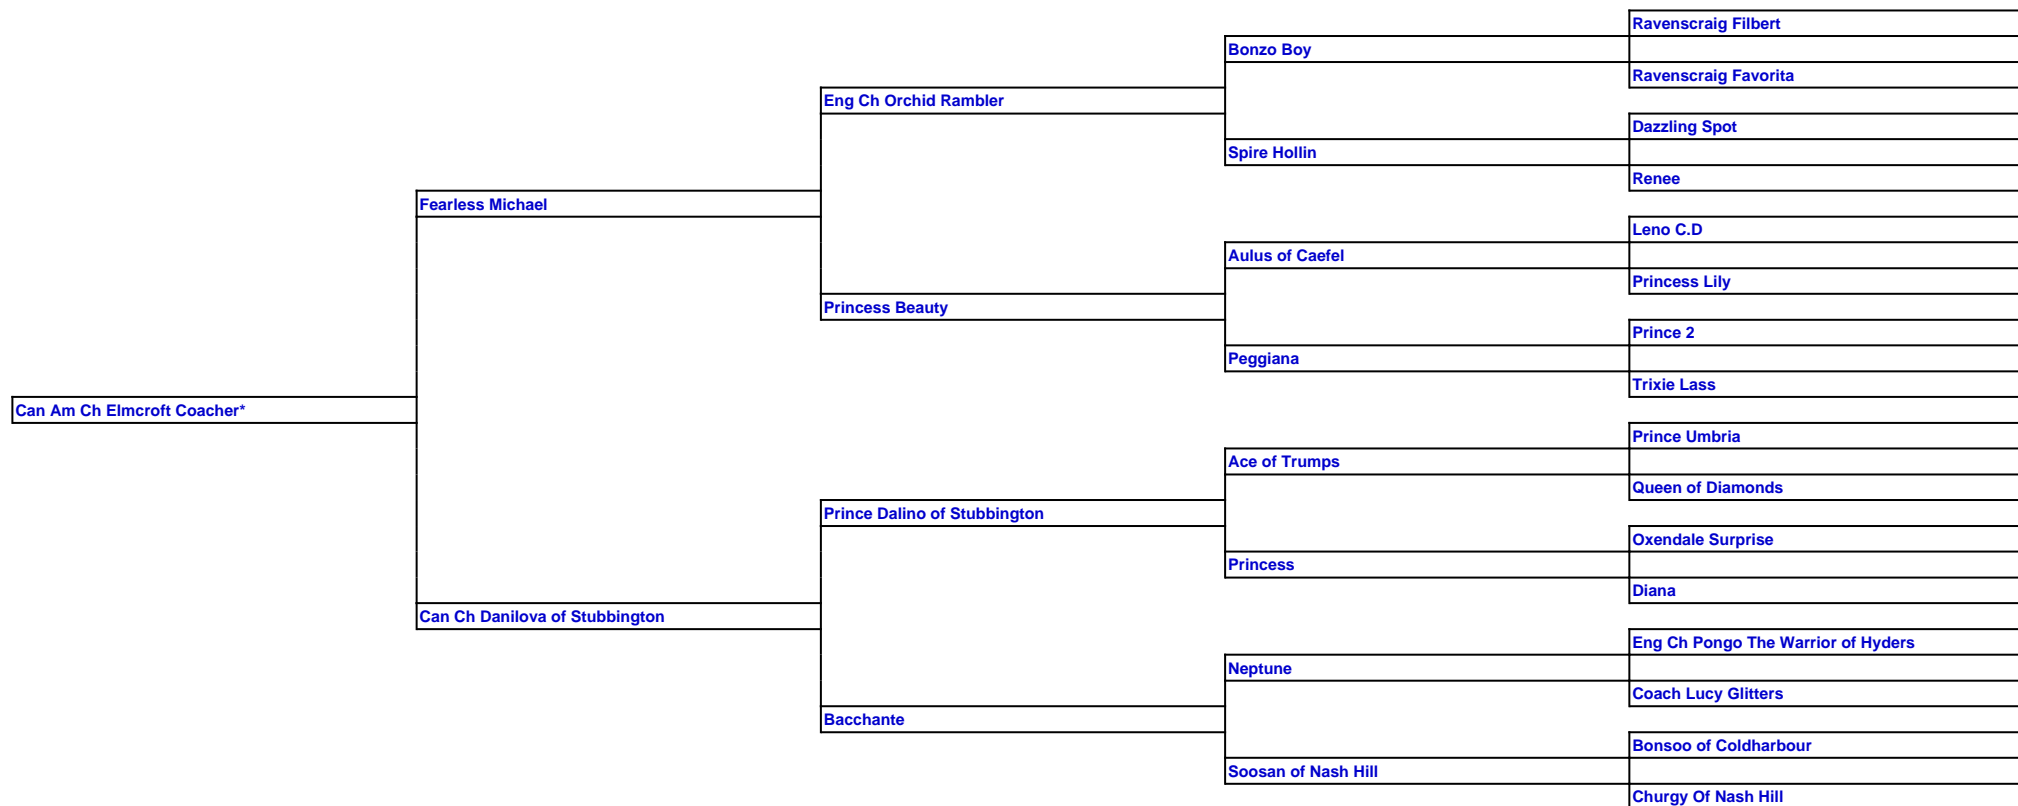 Ravenscraig Filbert
Bonzo Boy
Ravenscraig Favorita
Eng Ch Orchid Rambler
Dazzling Spot
Spire Hollin
Renee
Fearless Michael
Leno C.D
Aulus of Caefel
Princess Lily
Princess Beauty
Prince 2
Peggiana
Trixie Lass
Can Am Ch Elmcroft Coacher*
Prince Umbria
Ace of Trumps
Queen of Diamonds
Prince Dalino of Stubbington
Oxendale Surprise
Princess
Diana
Can Ch Danilova of Stubbington
Eng Ch Pongo The Warrior of Hyders
Neptune
Coach Lucy Glitters
Bacchante
Bonsoo of Coldharbour
Soosan of Nash Hill
Churgy Of Nash Hill